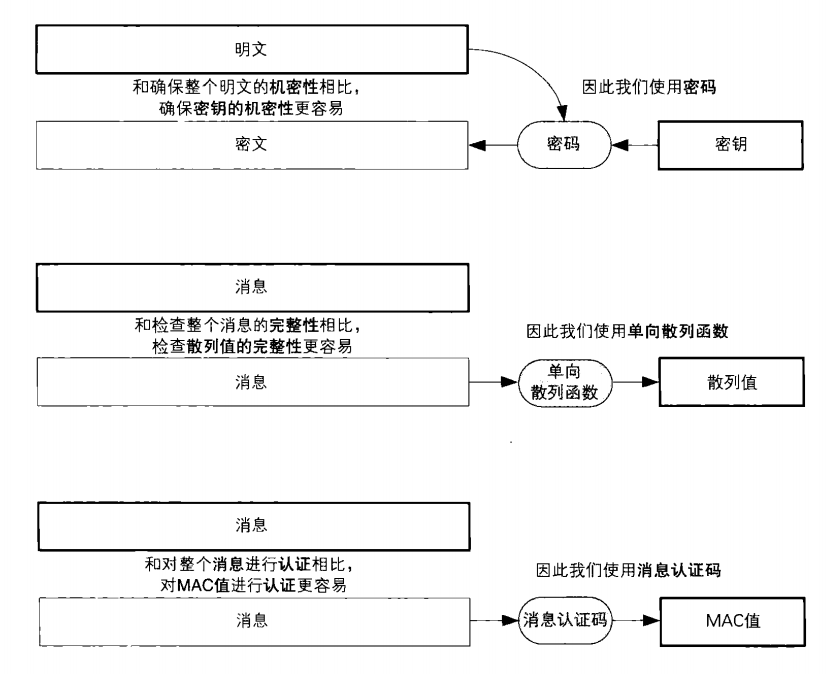 明文
和确保整个明文的机密性相比，
确保密钥的机密性更容易
因此我们使用密码
密文
密码
密钥
消息
和检查整个消息的完整性相比，
检查散列值的完整性更容易
因此我们使用单向散列函数
消息
单向
散列函数
散列值
消息
和对整个消息进行认证相比，
对MAC值进行认证更容易
因此我们使用消息认证码
消息
消息认证码
MAC值